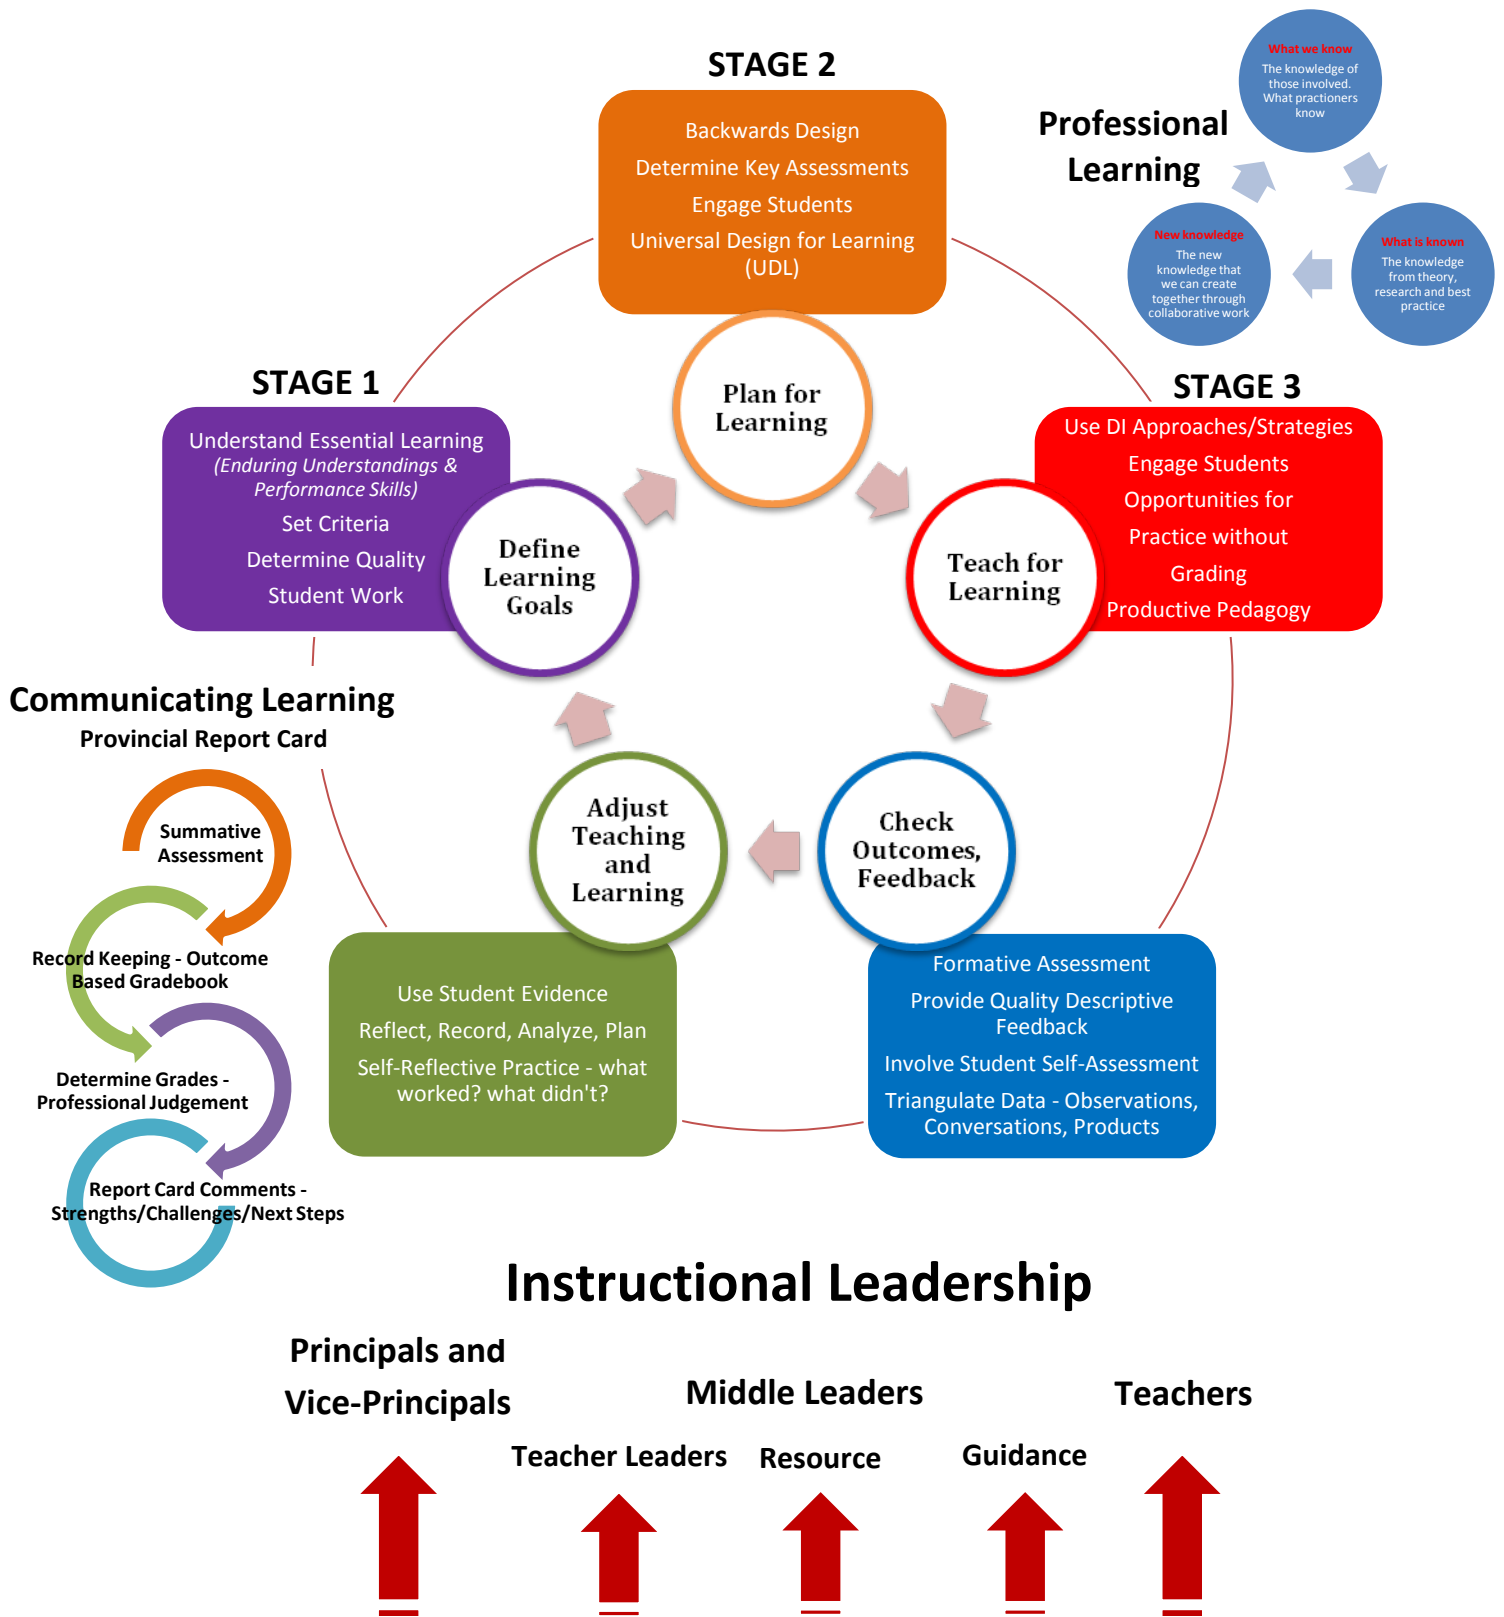 STAGE 2
Backwards Design
Determine Key Assessments
Engage Students
Universal Design for Learning
(UDL)
Plan for
Learning
Professional
Learning
What we know
The knowledge of
those involved.
What practioners
know
What is known
The knowledge
from theory,
research and best
practice
New knowledge
The new
knowledge that
we can create
together through
collaborative work
STAGE 1
Understand Essential Learning
(Enduring Understandings &
Performance Skills)
Set Criteria
Determine Quality
Student Work
Define
Learning
Goals
STAGE 3
Use DI Approaches/Strategies
Engage Students
Opportunities for
Practice without
Grading
Productive Pedagogy
Teach for
Learning
Check
Outcomes,
Feedback
Formative Assessment
Provide Quality Descriptive
Feedback
Involve Student Self-Assessment
Triangulate Data - Observations,
Conversations, Products
Adjust
Teaching
and
Learning
Use Student Evidence
Reflect, Record, Analyze, Plan
Self-Reflective Practice - what
worked? what didn't?
Communicating Learning
Provincial Report Card
Summative
Assessment
Record Keeping - Outcome
Based Gradebook
Determine Grades -
Professional Judgement
Report Card Comments -
Strengths/Challenges/Next Steps
Instructional Leadership
Principals and
Vice-Principals
Middle Leaders
Teachers
Teacher Leaders
Resource
Guidance